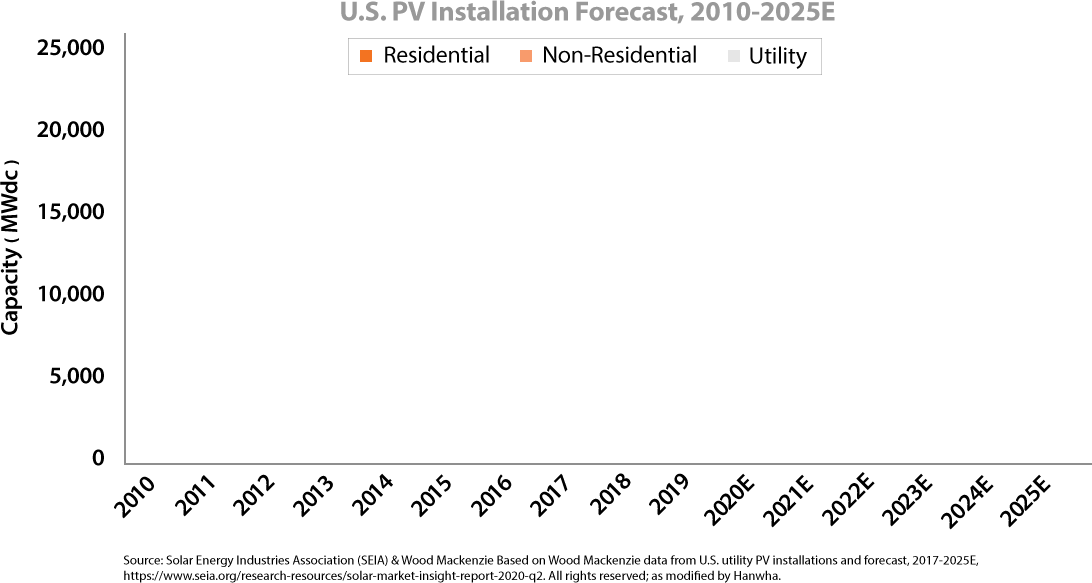 U.S. PV Installation Forecast, 2010-2025E
Residential Non-Residential Utility
Capacity ( MWdc )
25,000
20,000
15,000
10,000
5,000
0
2010 2011 2012 2013 2014 2015 2016 2017 2018 2019 2020E 2021E 2022E 2023E 2024E 2025E
Source: Solar Energy Industries Association (SEIA) & Wood Mackenzie Based on Wood Mackenzie data from U.S. utility PV installations and forecast, 2017-2025E,
https://www.seia.org/research-resources/solar-market-insight-report-2020-q2. All rights reserved; as modified by Hanwha.